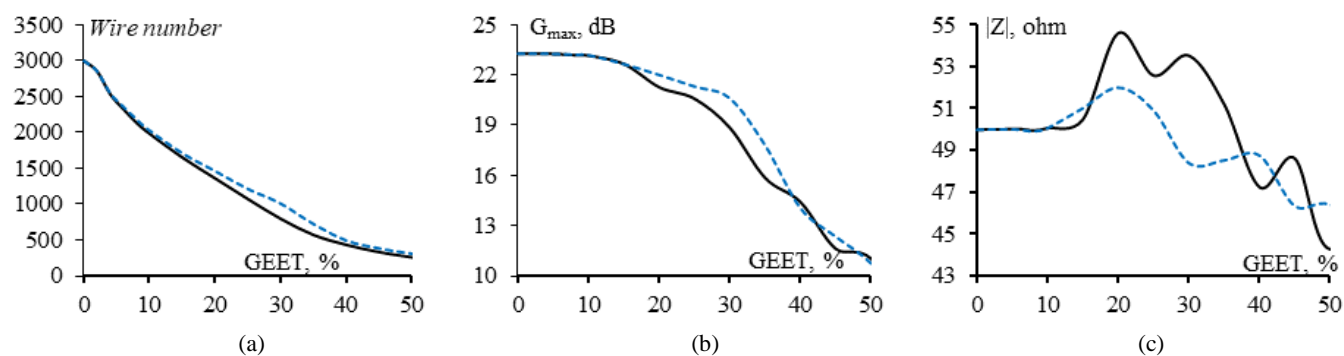 3500
3000
2500
2000
1500
1000
500
0
Wire number
GEET, %
0 10 20 30 40 50
(a)
25
22
19
16
13
10
Gmax, dB
GEET, %
0 10 20 30 40 50
(b)
55
53
51
49
47
45
43
|Z|, ohm
GEET, %
0 10 20 30 40 50
(c)